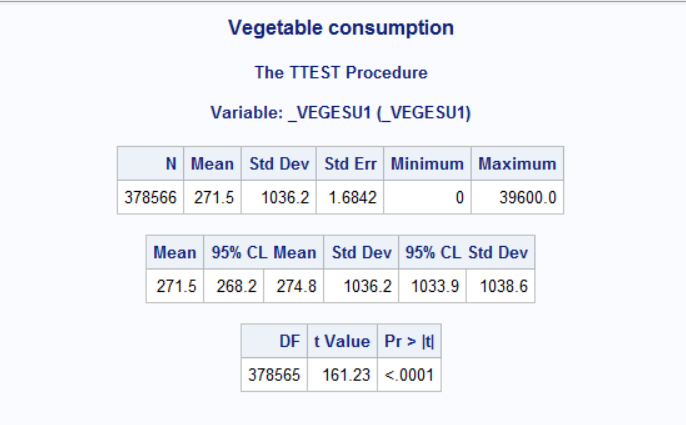 Vegetable consumption
The TTEST Procedure
Variable: _VEGESU1 (_VEGESU1)
N Mean Std Dev Std Err Minimum Maximum
378566 271.5 1036.2 1.6842 0 39600.0
Mean 95% CL Mean Std Dev 95% CL Std Dev
271.5 268.2 274.8 1036.2 1033.9 1038.6
DF t Value Pr > |t|
378565 161.23 <.0001